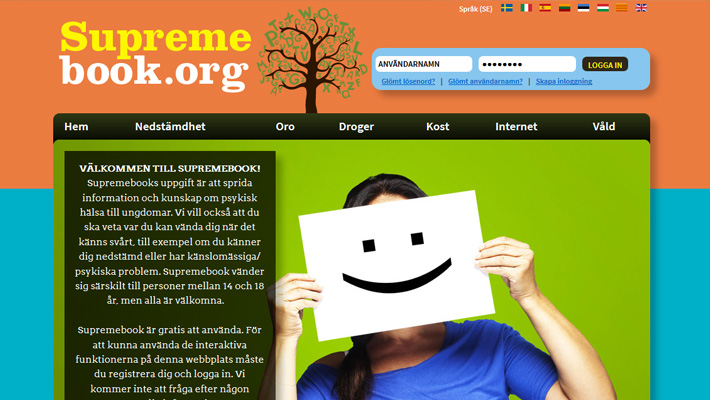 Språk (SE)
Supreme
book.org
ANVÄNDARNAMN
●●●●●●●●
LOGGA IN
Glömt lösenord? | Glömt användarnamn? | Skapa inloggning
Hem Nedstämdhet Oro Droger Kost Internet Våld
VÄLKOMMEN TILL SUPREMEBOOK!
Supremebooks uppgift är att sprida
information och kunskap om psykisk
hälsa till ungdomar. Vi vill också att du
ska veta var du kan vända dig när det
känns svårt, till exempel om du känner
dig nedstämd eller har känslomässiga/
psykiska problem. Supremebook vänder
sig särskilt till personer mellan 14 och 18
år, men alla är välkomna.
Supremebook är gratis att använda. För
att kunna använda de interaktiva
funktionerna på denna webbplats måste
du registrera dig och logga in. Vi
kommer inte att fråga efter någon